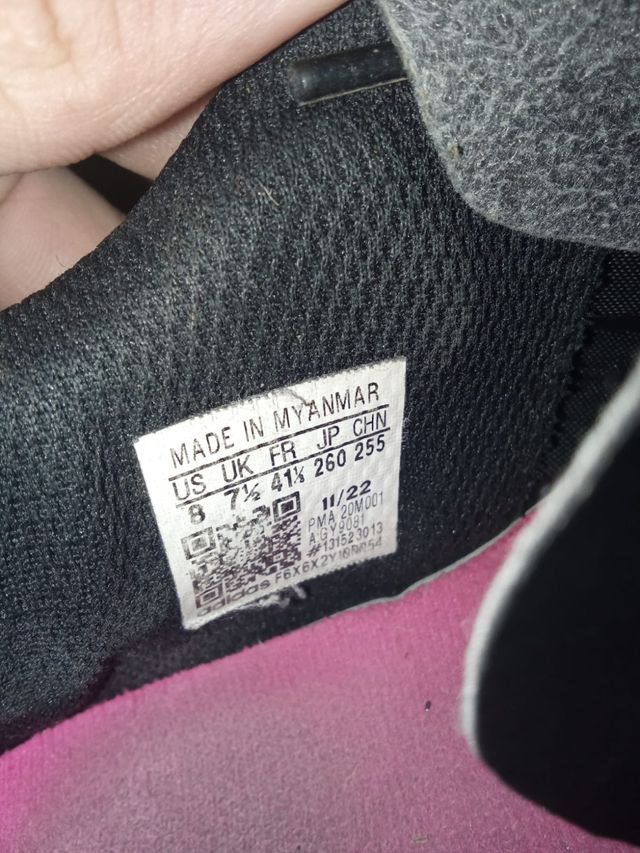 MADE IN MYANMAR
US UK FR JP CHN
8 7½ 41⅓ 260 255
11/22
PMA 20M001
A.GY9081
#131523013
adidas